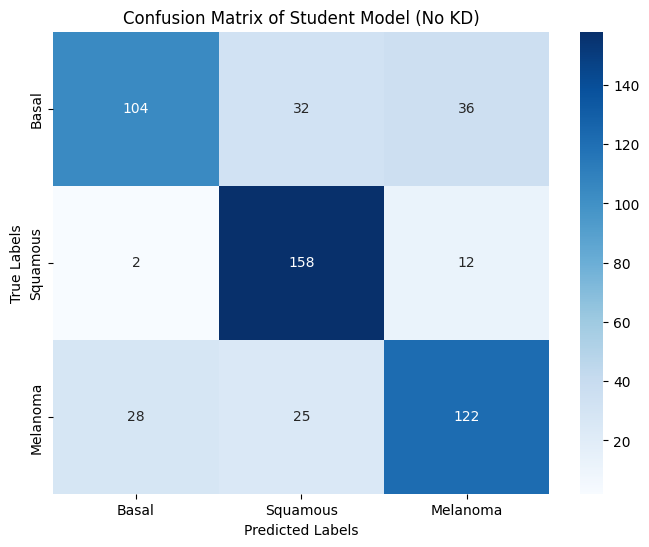 Confusion Matrix of Student Model (No KD)
True Labels
Basal
Squamous
Melanoma
104 32 36
2 158 12
28 25 122
Basal Squamous Melanoma
Predicted Labels
140
120
100
80
60
40
20